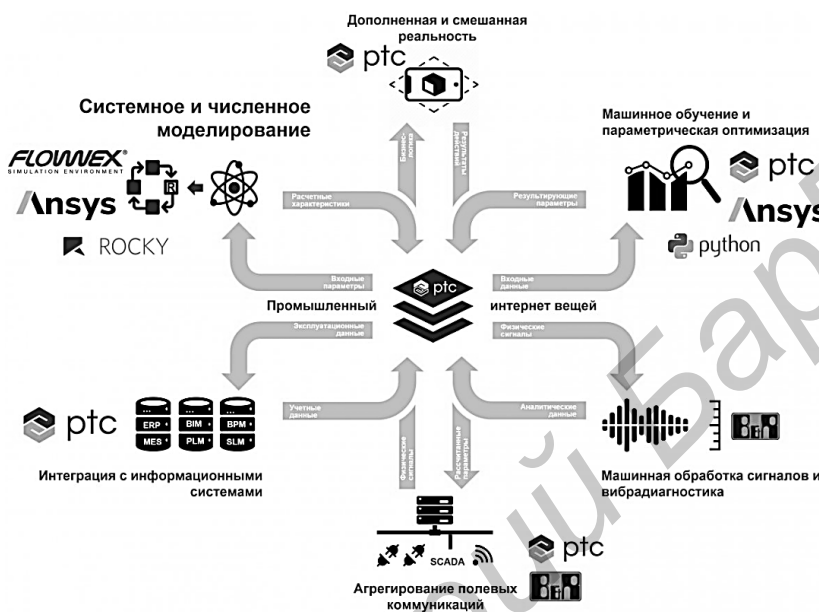 Дополненная и смешанная
реальность
ptc
Системное и численное
моделирование
FLOWNEX®
SIMULATION ENVIRONMENT
Ansys
R
ROCKY
Машинное обучение и
параметрическая оптимизация
ptc
Ansys
python
Бизнес-
логика
Результаты
действий
Расчетные
характеристики
Результирующие
параметры
Входные
параметры
Входные
данные
ptc
Промышленный
интернет вещей
Эксплуатационные
данные
Физические
сигналы
Учетные
данные
Аналитические
данные
Физические
сигналы
Рассчитанные
параметры
ptc
ERP
BIM
BPM
MES
PLM
SLM
Интеграция с информационными
системами
Машинная обработка сигналов и
вибрадиагностика
SCADA
ptc
Агрегирование полевых
коммуникаций